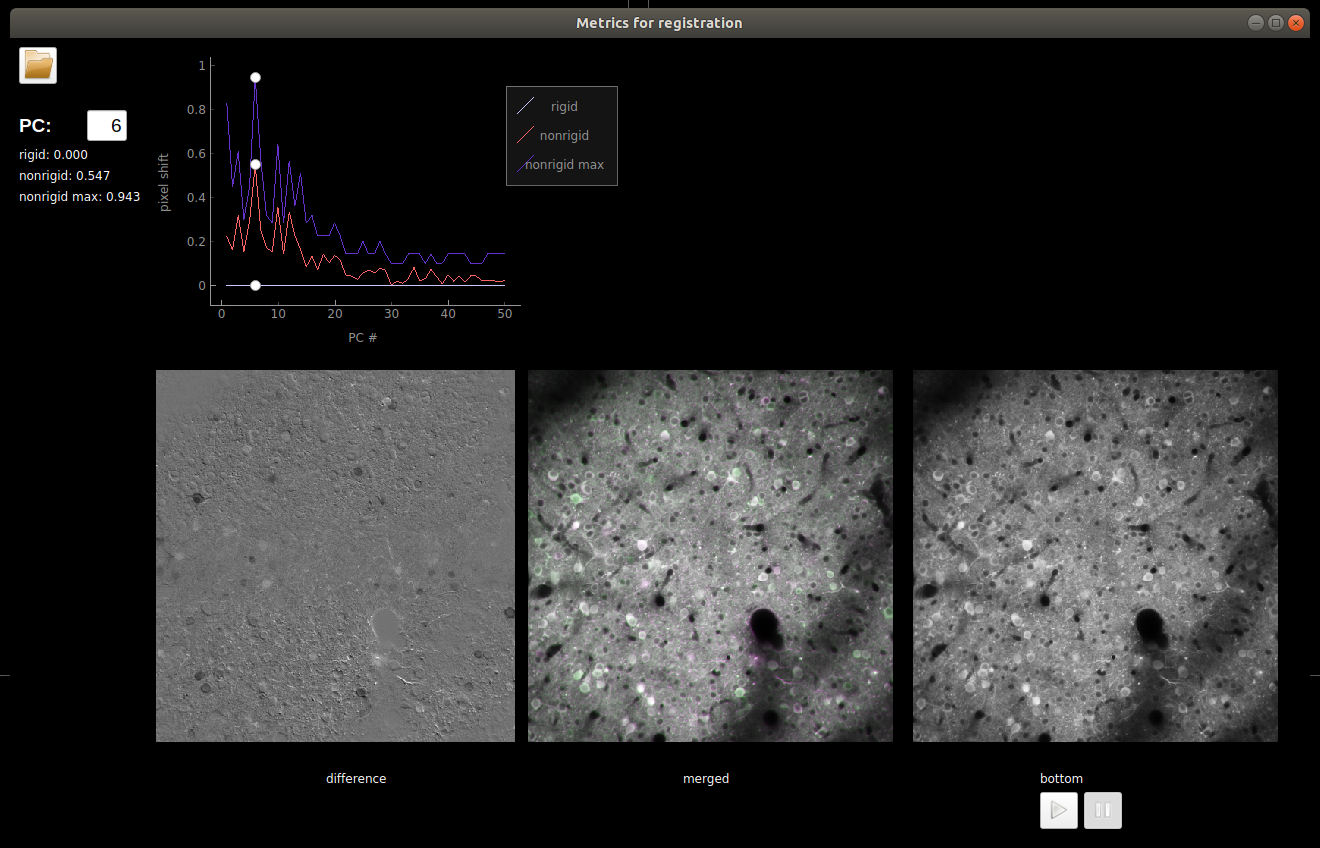 Metrics for registration
PC: 6
rigid: 0.000
nonrigid: 0.547
nonrigid max: 0.943
1
0.8
0.6
0.4
0.2
0
pixel shift
0 10 20 30 40 50
PC #
rigid
nonrigid
nonrigid max
difference
merged
bottom